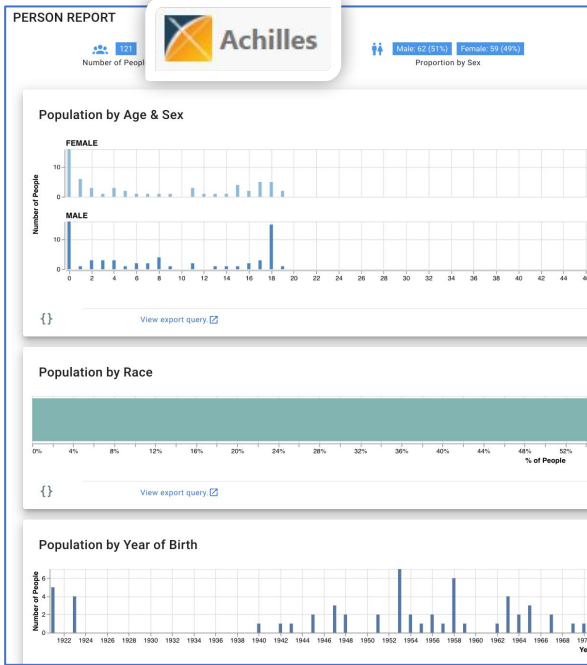 PERSON REPORT
Achilles
121
Number of Peopl
Male: 62 (51%) Female: 59 (49%)
Proportion by Sex
Population by Age & Sex
FEMALE
10
0
MALE
10
0
Number of People
0 2 4 6 8 10 12 14 16 18 20 22 24 26 28 30 32 34 36 38 40 42 44
{}
View export query.
Population by Race
0% 4% 8% 12% 16% 20% 24% 28% 32% 36% 40% 44% 48% 52%
% of People
{}
View export query.
Population by Year of Birth
Number of People
6
4
2
0
1922 1924 1926 1928 1930 1932 1934 1936 1938 1940 1942 1944 1946 1948 1950 1952 1954 1956 1958 1960 1962 1964 1966 1968 197